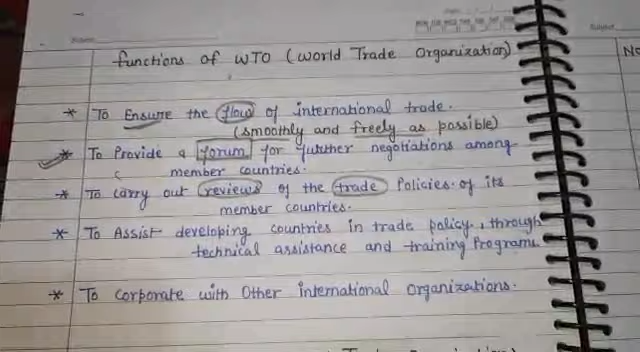 functions of WTO (World Trade Organization)
* To Ensure the flow of international trade.
(smoothly and freely as possible)
* To Provide a forum for further negotiations among
member countries.
* To carry out reviews of the trade Policies of its
member countries.
* To Assist developing countries in trade policy, through
technical assistance and training Programs.
* To corporate with Other international organizations.